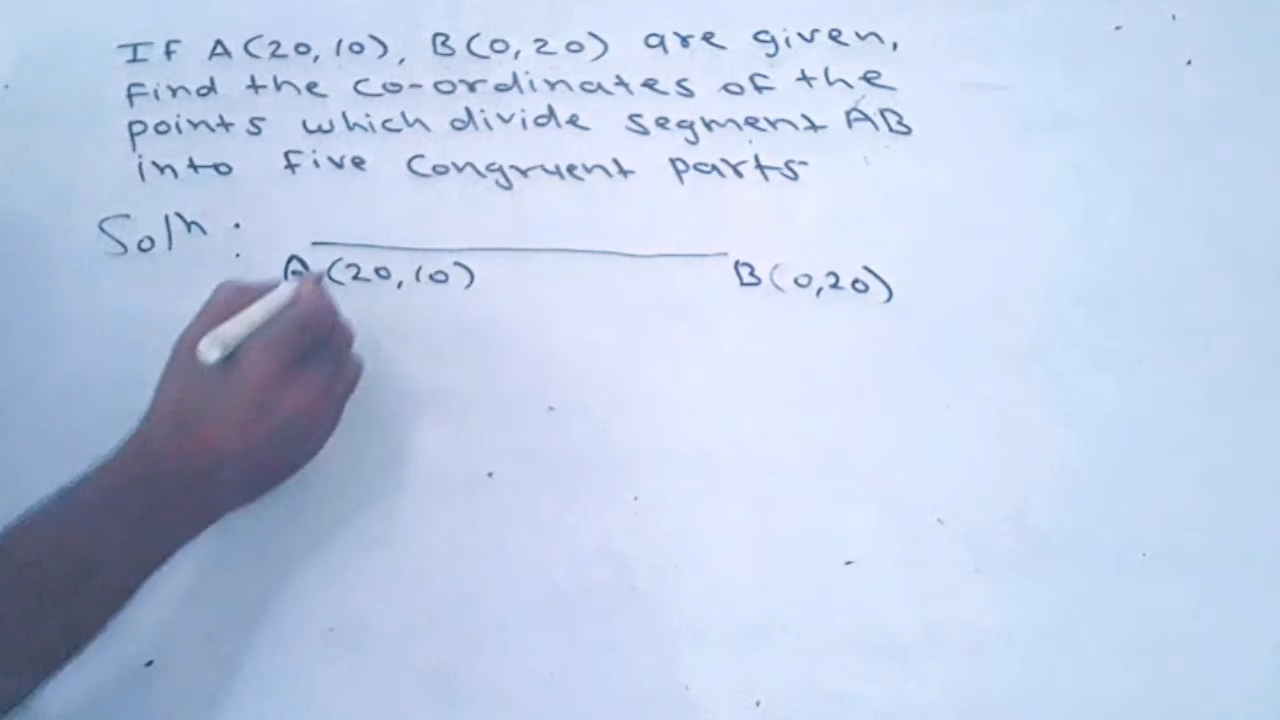 If A(20,10), B(0,20) are given,
find the co-ordinates of the
points which divide segment AB
into five congruent parts
Soln:
A(20,10) B(0,20)